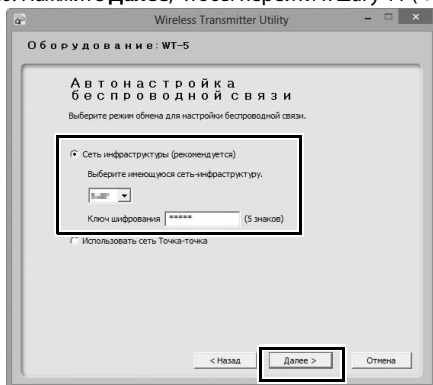 Нажмите Далее, чтобы перейти к шагу 11 (
Wireless Transmitter Utility
Оборудование: WT-5
Автонастройка
беспроводной связи
Выберите режим обмена для настройки беспроводной связи.
Сеть инфраструктуры (рекомендуется)
Выберите имеющуюся сеть-инфраструктуру.
Ключ шифрования ***** (5 знаков)
Использовать сеть Точка-точка
< Назад Далее > Отмена